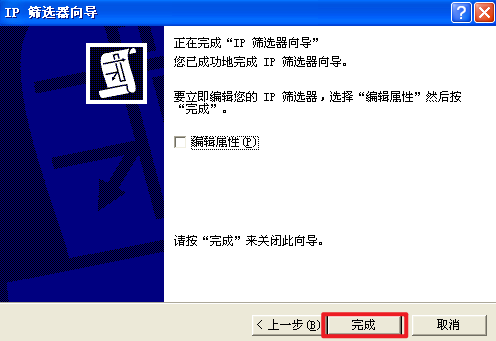 IP 筛选器向导
正在完成“IP 筛选器向导”
您已成功地完成 IP 筛选器向导。
要立即编辑您的 IP 筛选器，选择“编辑属性”然后按
“完成”。
编辑属性(P)
请按“完成”来关闭此向导。
< 上一步(B) 完成 取消